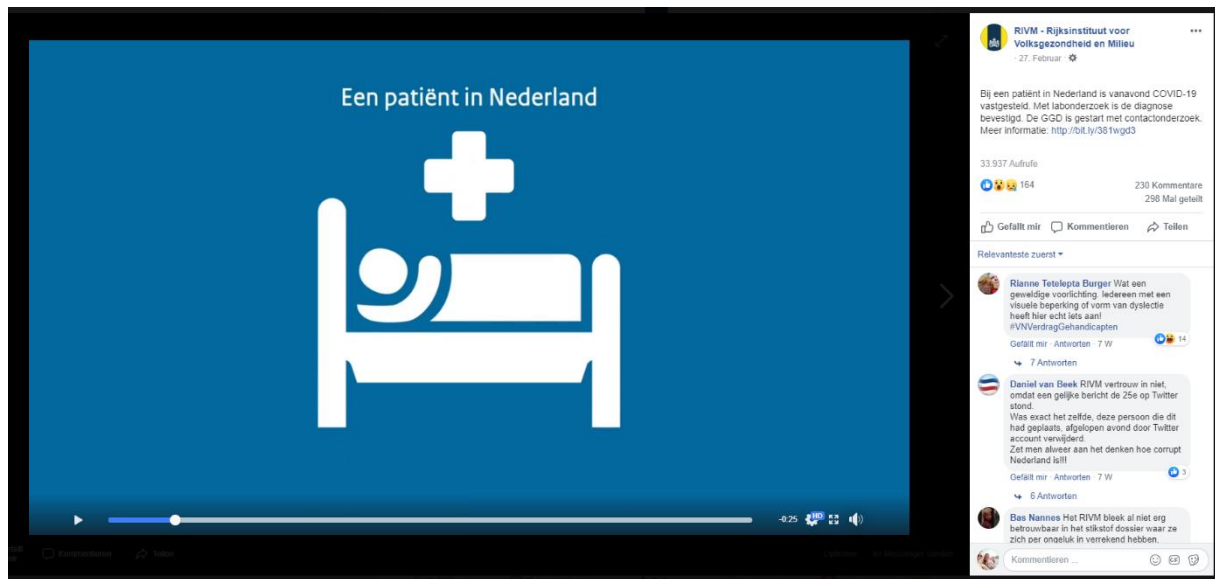 Een patiënt in Nederland
-0:25
HD
RIVM - Rijksinstituut voor
Volksgezondheid en Milieu
· 27. Februar ·
Bij een patiënt in Nederland is vanavond COVID-19
vastgesteld. Met labonderzoek is de diagnose
bevestigd. De GGD is gestart met contactonderzoek.
Meer informatie: http://bit.ly/381wgd3
33.937 Aufrufe
164
230 Kommentare
298 Mal geteilt
Gefällt mir Kommentieren Teilen
Relevanteste zuerst
Rianne Tetelepta Burger Wat een
geweldige voorlichting. Iedereen met een
visuele beperking of vorm van dyslectie
heeft hier echt iets aan!
#VNVerdragGehandicapten
14
Gefällt mir · Antworten · 7 W
7 Antworten
Daniel van Beek RIVM vertrouw in niet,
omdat een gelijke bericht de 25e op Twitter
stond.
Was exact het zelfde, deze persoon die dit
had geplaats, afgelopen avond door Twitter
account verwijderd.
Zet men alweer aan het denken hoe corrupt
Nederland is!!!
3
Gefällt mir · Antworten · 7 W
6 Antworten
Bas Nannes Het RIVM bleek al niet erg
betrouwbaar in het stikstof dossier waar ze
zich per ongeluk in verrekend hebben.
Kommentieren ...
GIF
Kommentieren Teilen